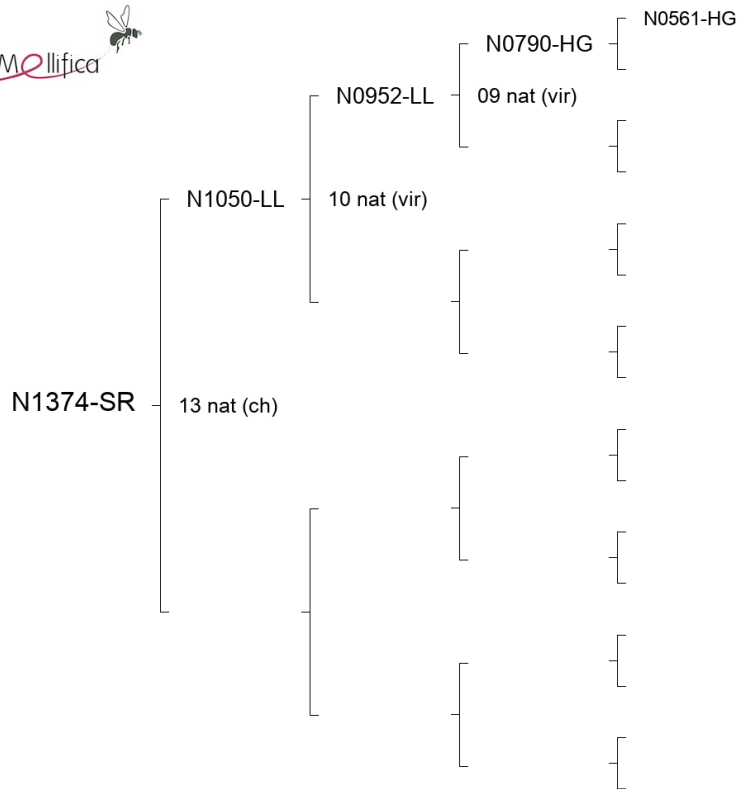 Mellifica
N0561-HG
N0790-HG
N0952-LL
09 nat (vir)
N1050-LL
10 nat (vir)
N1374-SR
13 nat (ch)